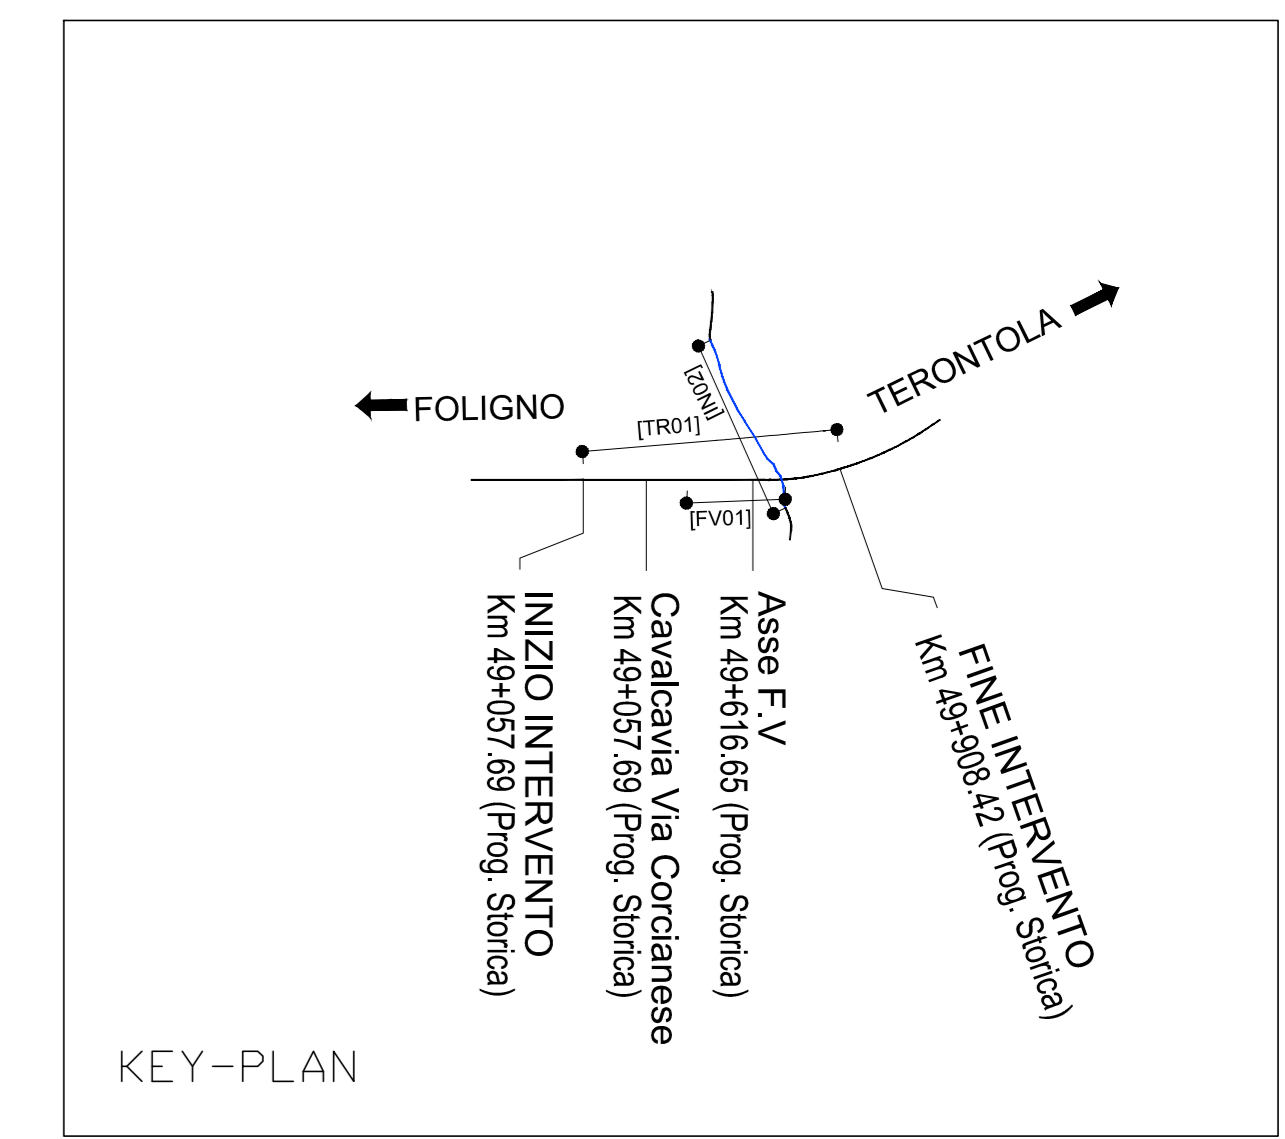 TERONTOLA
FOLIGNO
[IN02]
[TR01]
[FV01]
INIZIO INTERVENTO
Km 49+057.69 (Prog. Storica)
Cavalcavia Via Corcianese
Km 49+057.69 (Prog. Storica)
Asse F.V
Km 49+616.65 (Prog. Storica)
FINE INTERVENTO
Km 49+908.42 (Prog. Storica)
KEY-PLAN